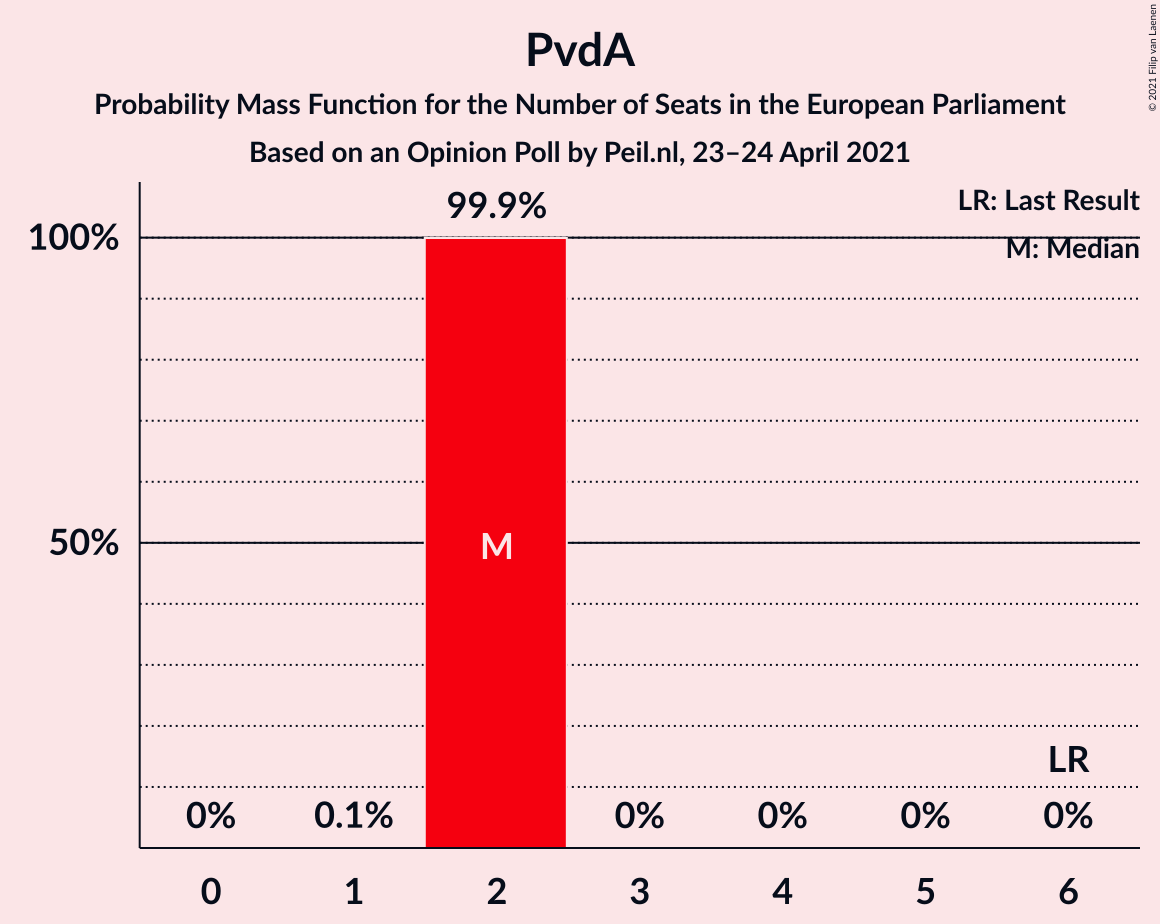 PvdA
Probability Mass Function for the Number of Seats in the European Parliament
Based on an Opinion Poll by Peil.nl, 23–24 April 2021
© 2021 Filip van Laenen
LR: Last Result
M: Median
99.9%
100%
50%
M
LR
0% 0.1% 0% 0% 0% 0%
0 1 2 3 4 5 6